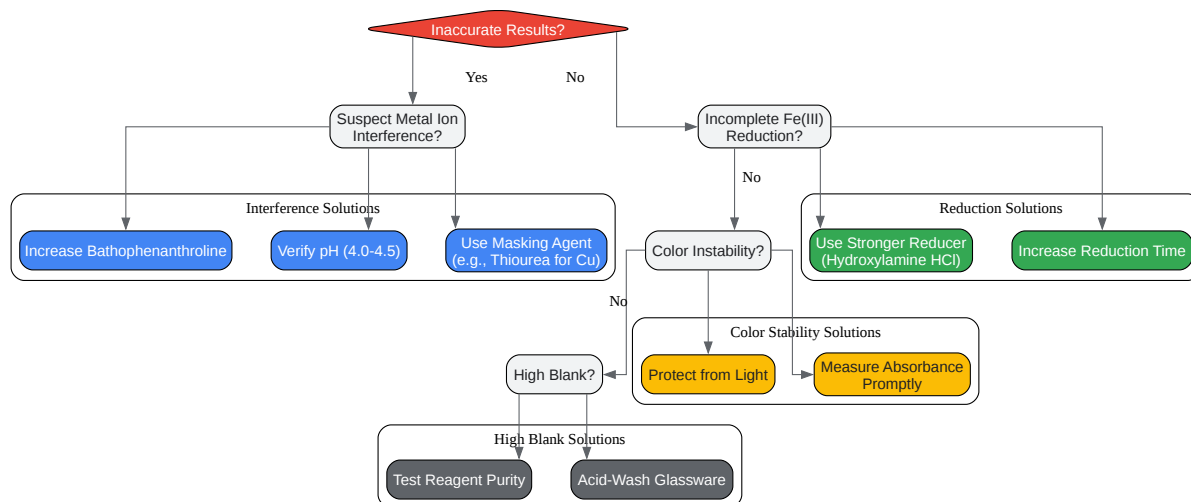 Inaccurate Results?
Yes
No
Suspect Metal Ion
Interference?
Incomplete Fe(III)
Reduction?
No
Interference Solutions
Reduction Solutions
Increase Bathophenanthroline
Verify pH (4.0-4.5)
Use Masking Agent
(e.g., Thiourea for Cu)
Color Instability?
Use Stronger Reducer
(Hydroxylamine HCl)
Increase Reduction Time
No
Color Stability Solutions
High Blank?
Protect from Light
Measure Absorbance
Promptly
High Blank Solutions
Test Reagent Purity
Acid-Wash Glassware